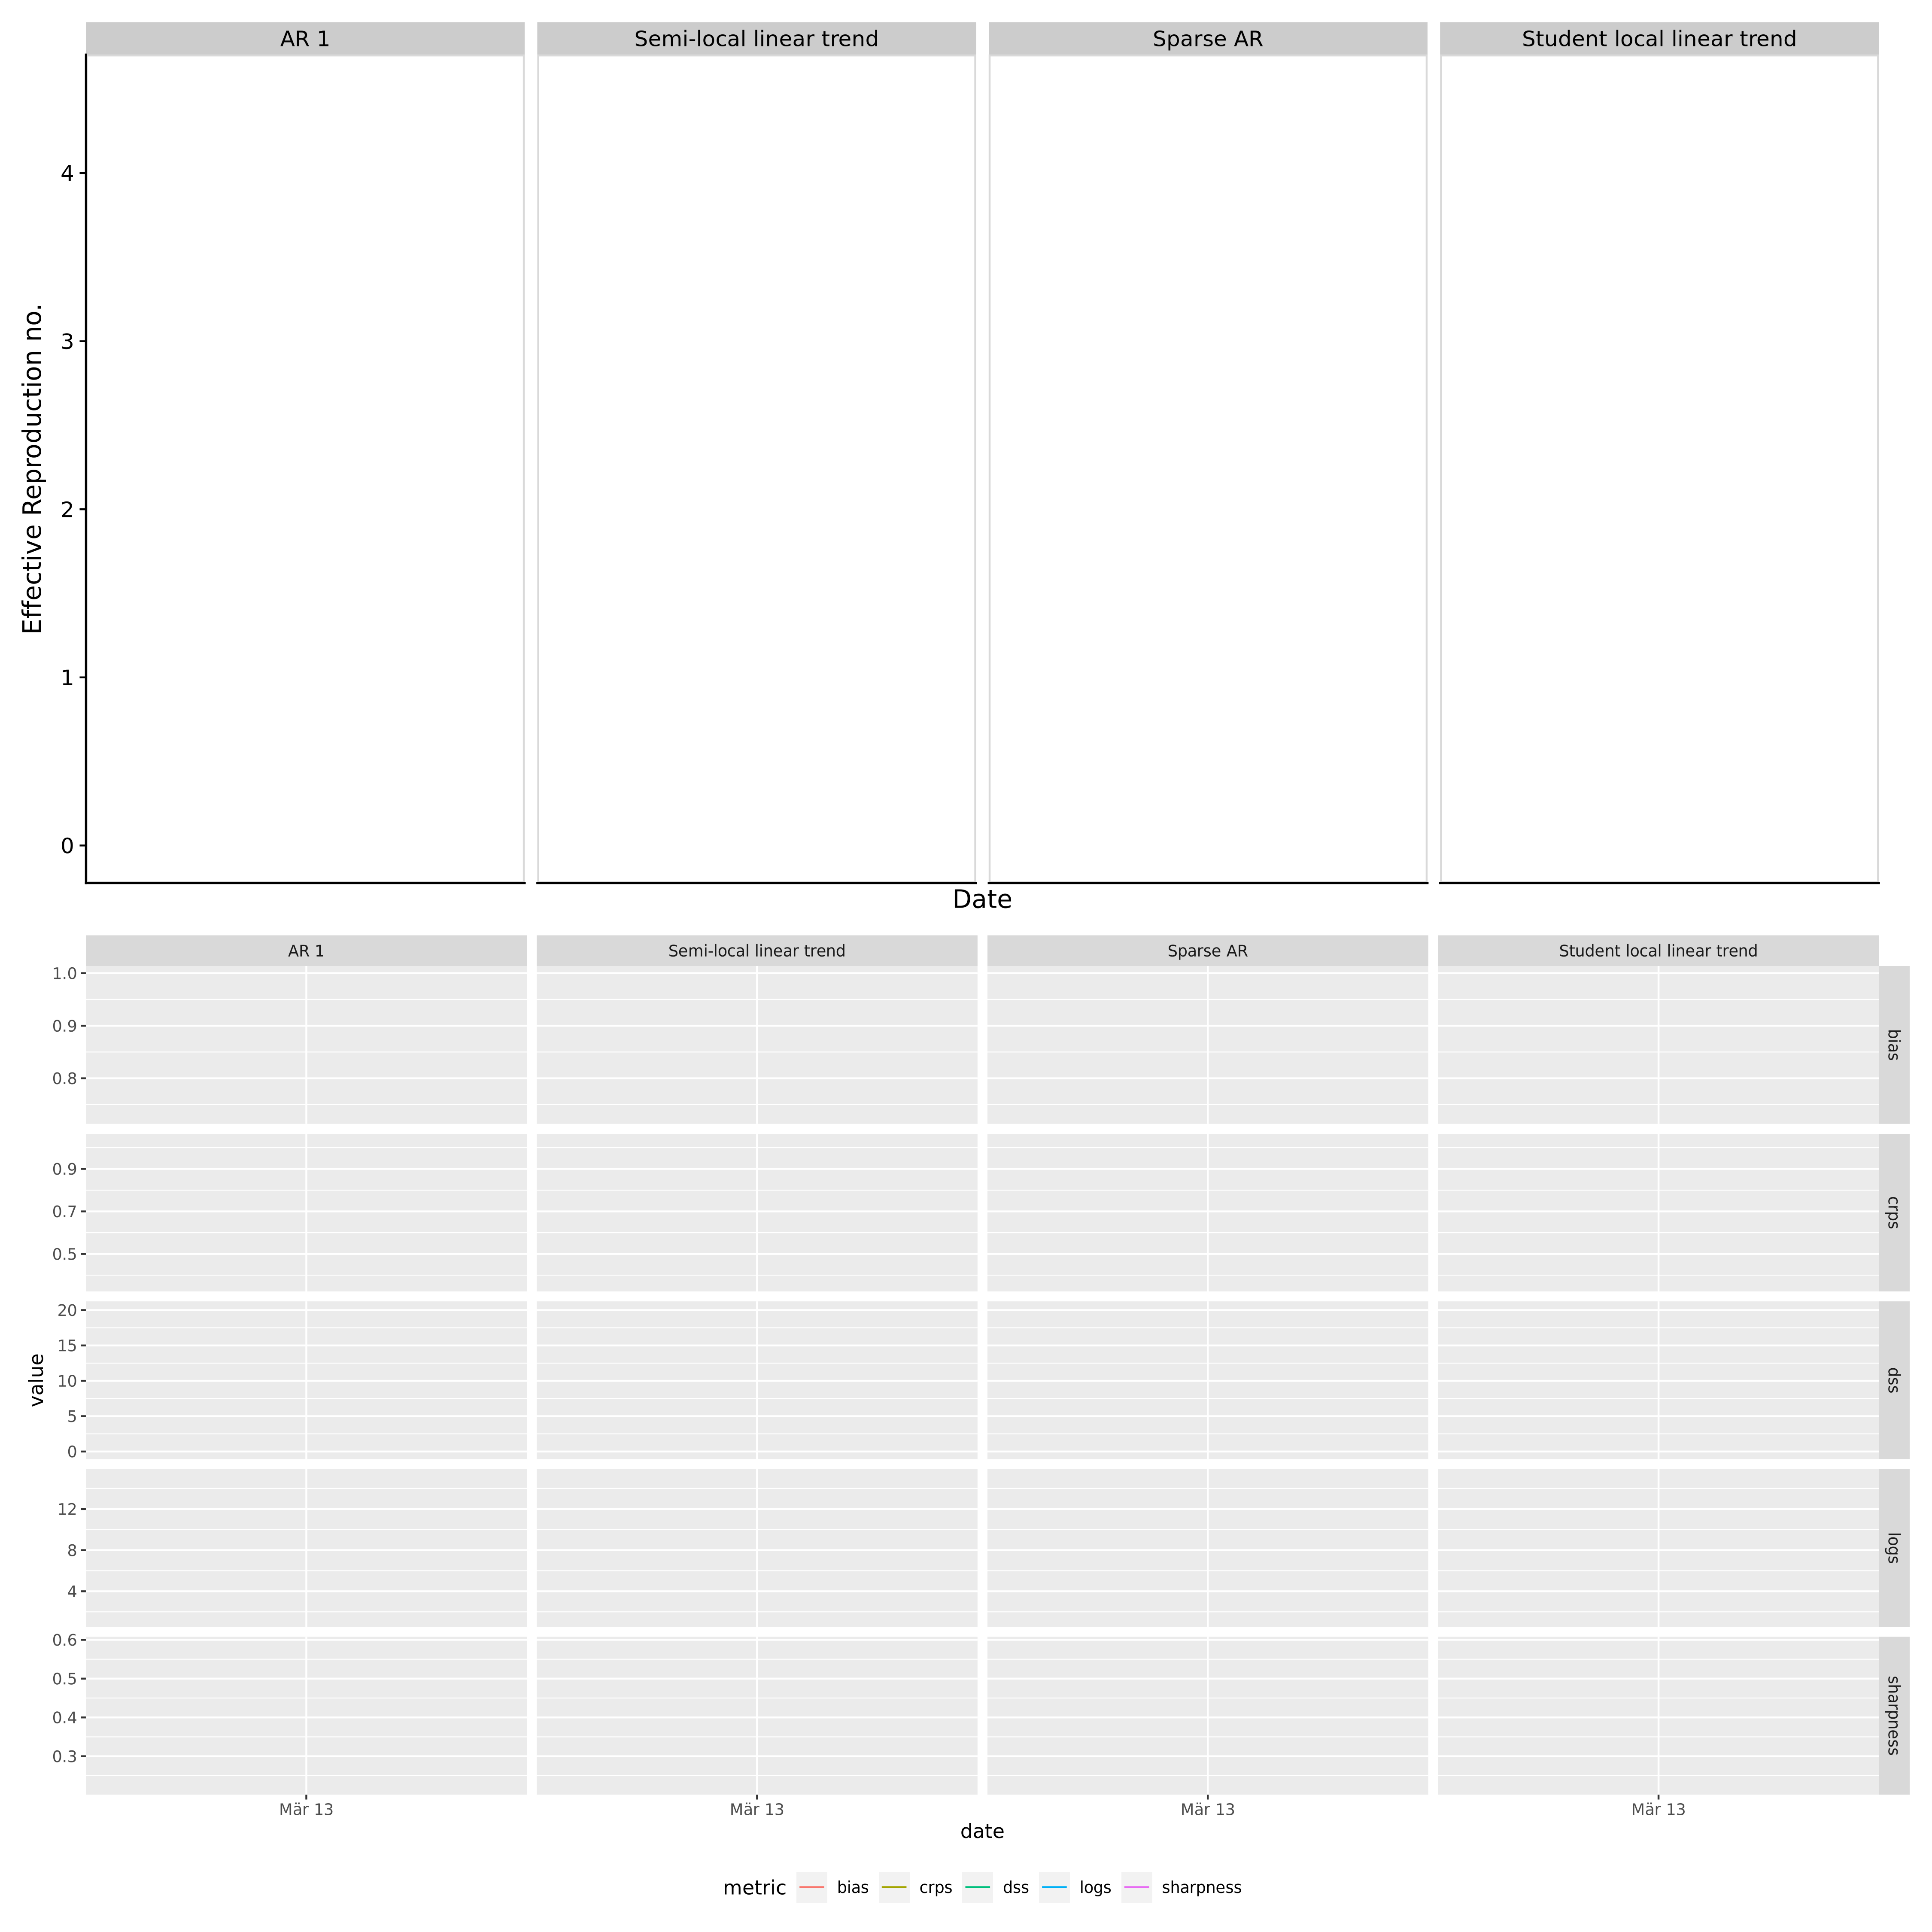 AR 1
Semi-local linear trend
Sparse AR
Student local linear trend
Effective Reproduction no.
4
3
2
1
0
Date
AR 1
Semi-local linear trend
Sparse AR
Student local linear trend
value
1.0
0.9
0.8
bias
0.9
0.7
0.5
crps
20
15
10
5
0
dss
12
8
4
logs
0.6
0.5
0.4
0.3
sharpness
Mär 13
Mär 13
Mär 13
Mär 13
date
metric bias crps dss logs sharpness